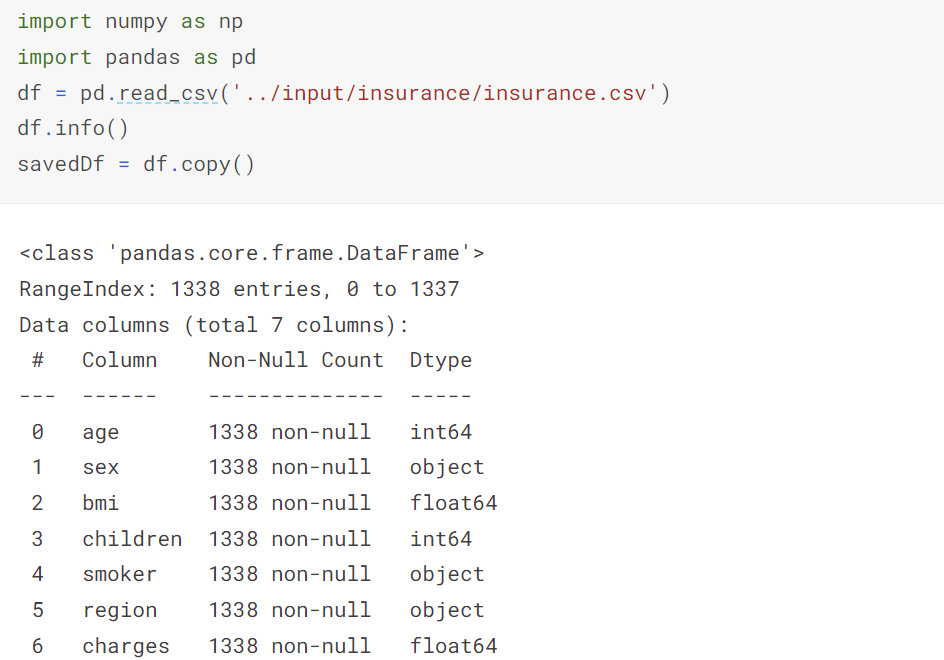 import numpy as np
import pandas as pd
df = pd.read_csv('../input/insurance/insurance.csv')
df.info()
savedDf = df.copy()
<class 'pandas.core.frame.DataFrame'>
RangeIndex: 1338 entries, 0 to 1337
Data columns (total 7 columns):
 #   Column    Non-Null Count  Dtype
---  ------    --------------  -----
 0   age       1338 non-null   int64
 1   sex       1338 non-null   object
 2   bmi       1338 non-null   float64
 3   children  1338 non-null   int64
 4   smoker    1338 non-null   object
 5   region    1338 non-null   object
 6   charges   1338 non-null   float64